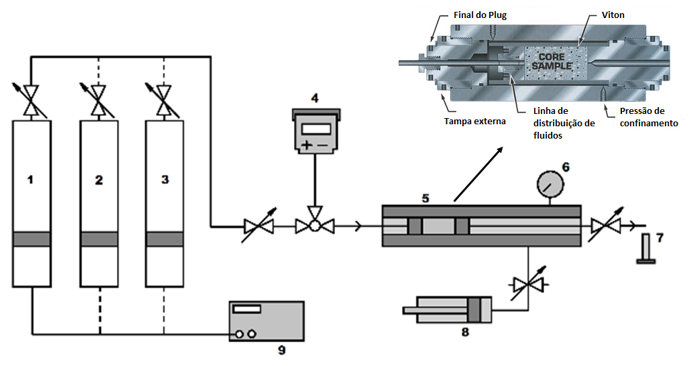 Final do Plug
Viton
CORE
SAMPLE
Tampa externa
Linha de
distribuição de
fluidos
Pressão de
confinamento
4
1
2
3
+ −
5
6
7
8
9